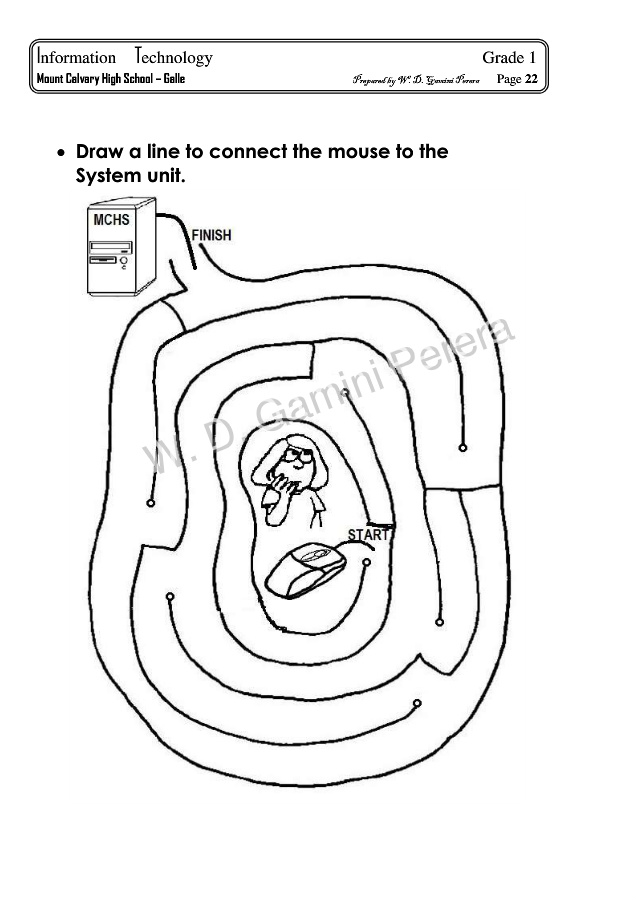 Information Technology Grade 1
Mount Calvary High School – Galle Prepared by W. D. Gamini Perera Page 22
• Draw a line to connect the mouse to the
System unit.
MCHS
FINISH
W. D. Gamini Perera
START